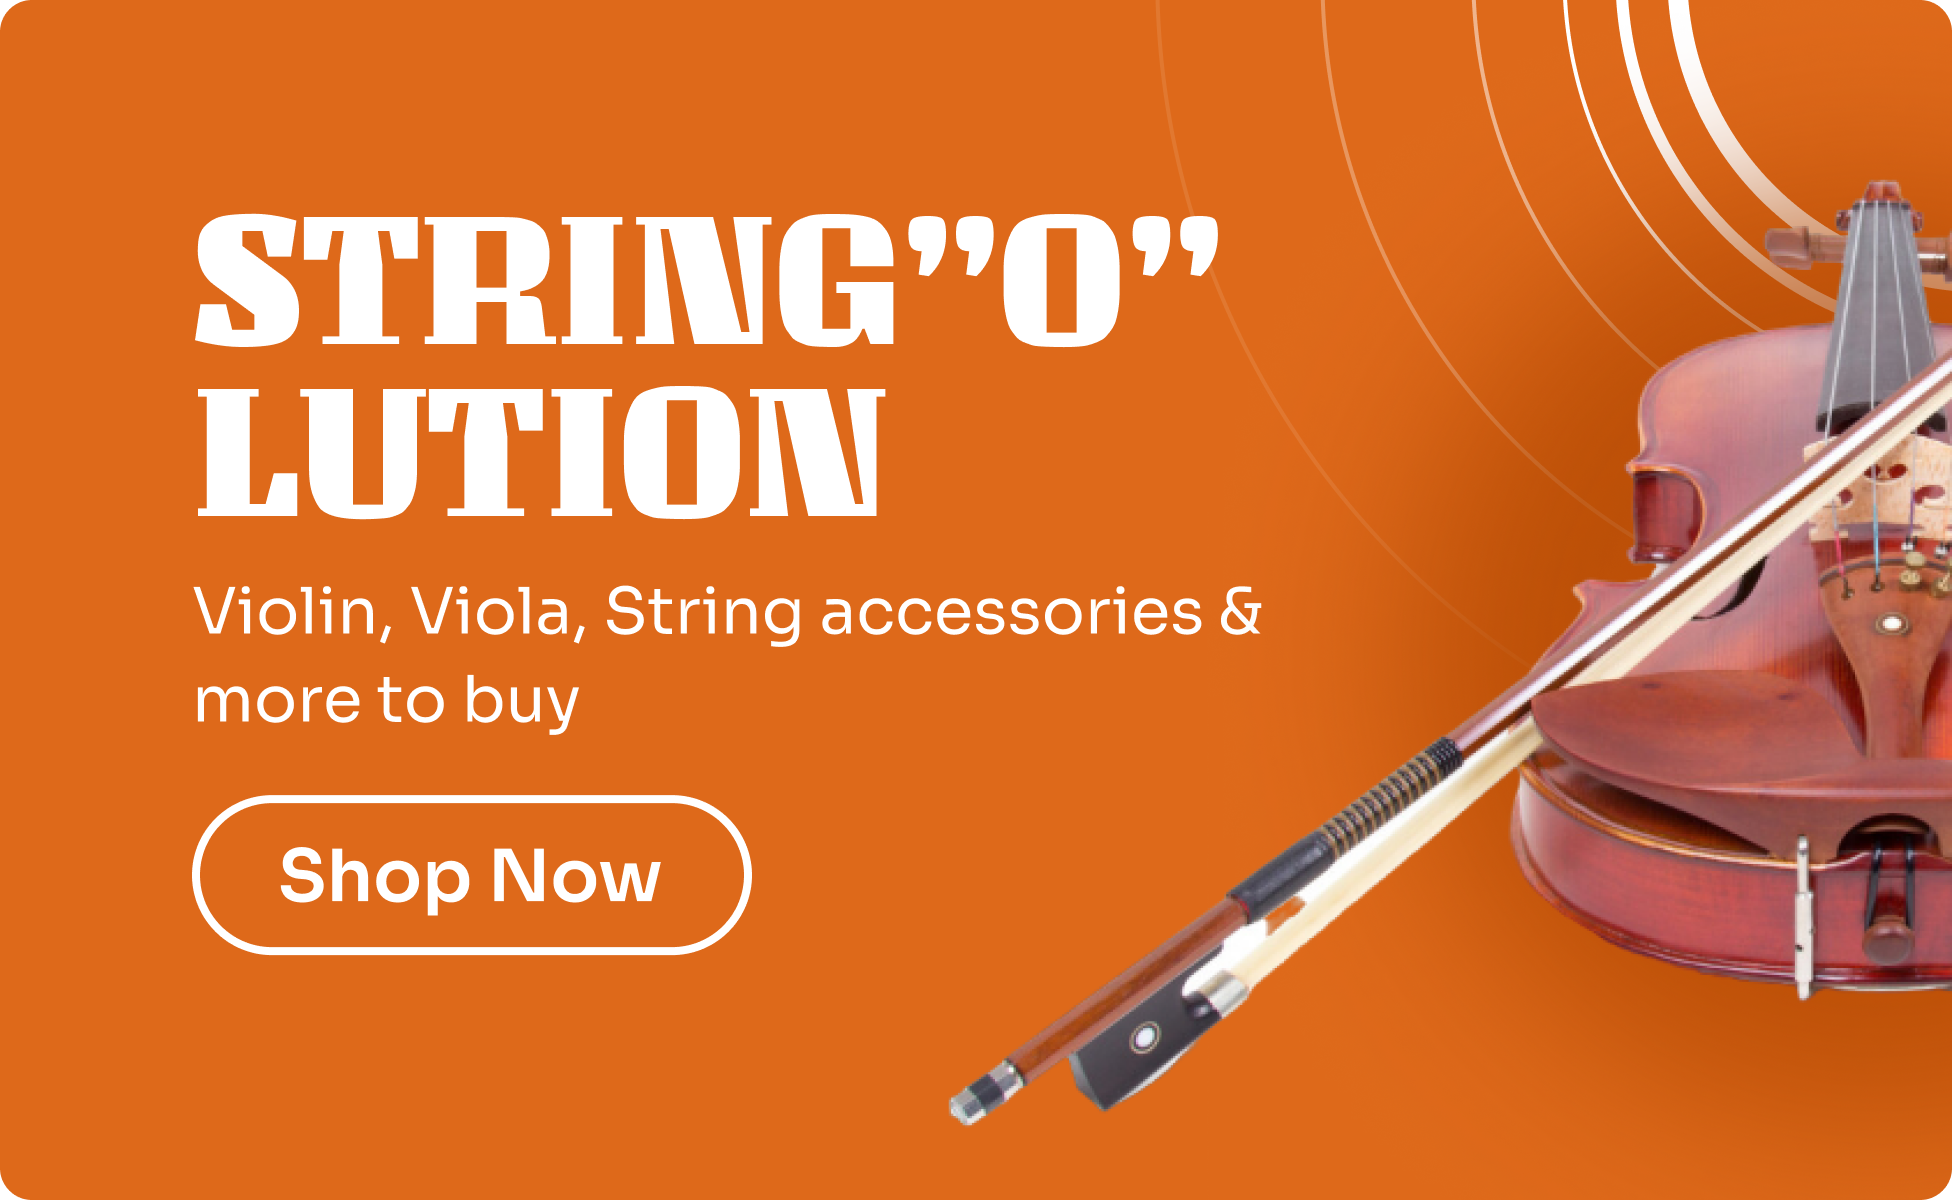 STRING”O”
LUTION
Violin, Viola, String accessories &
more to buy
Shop Now